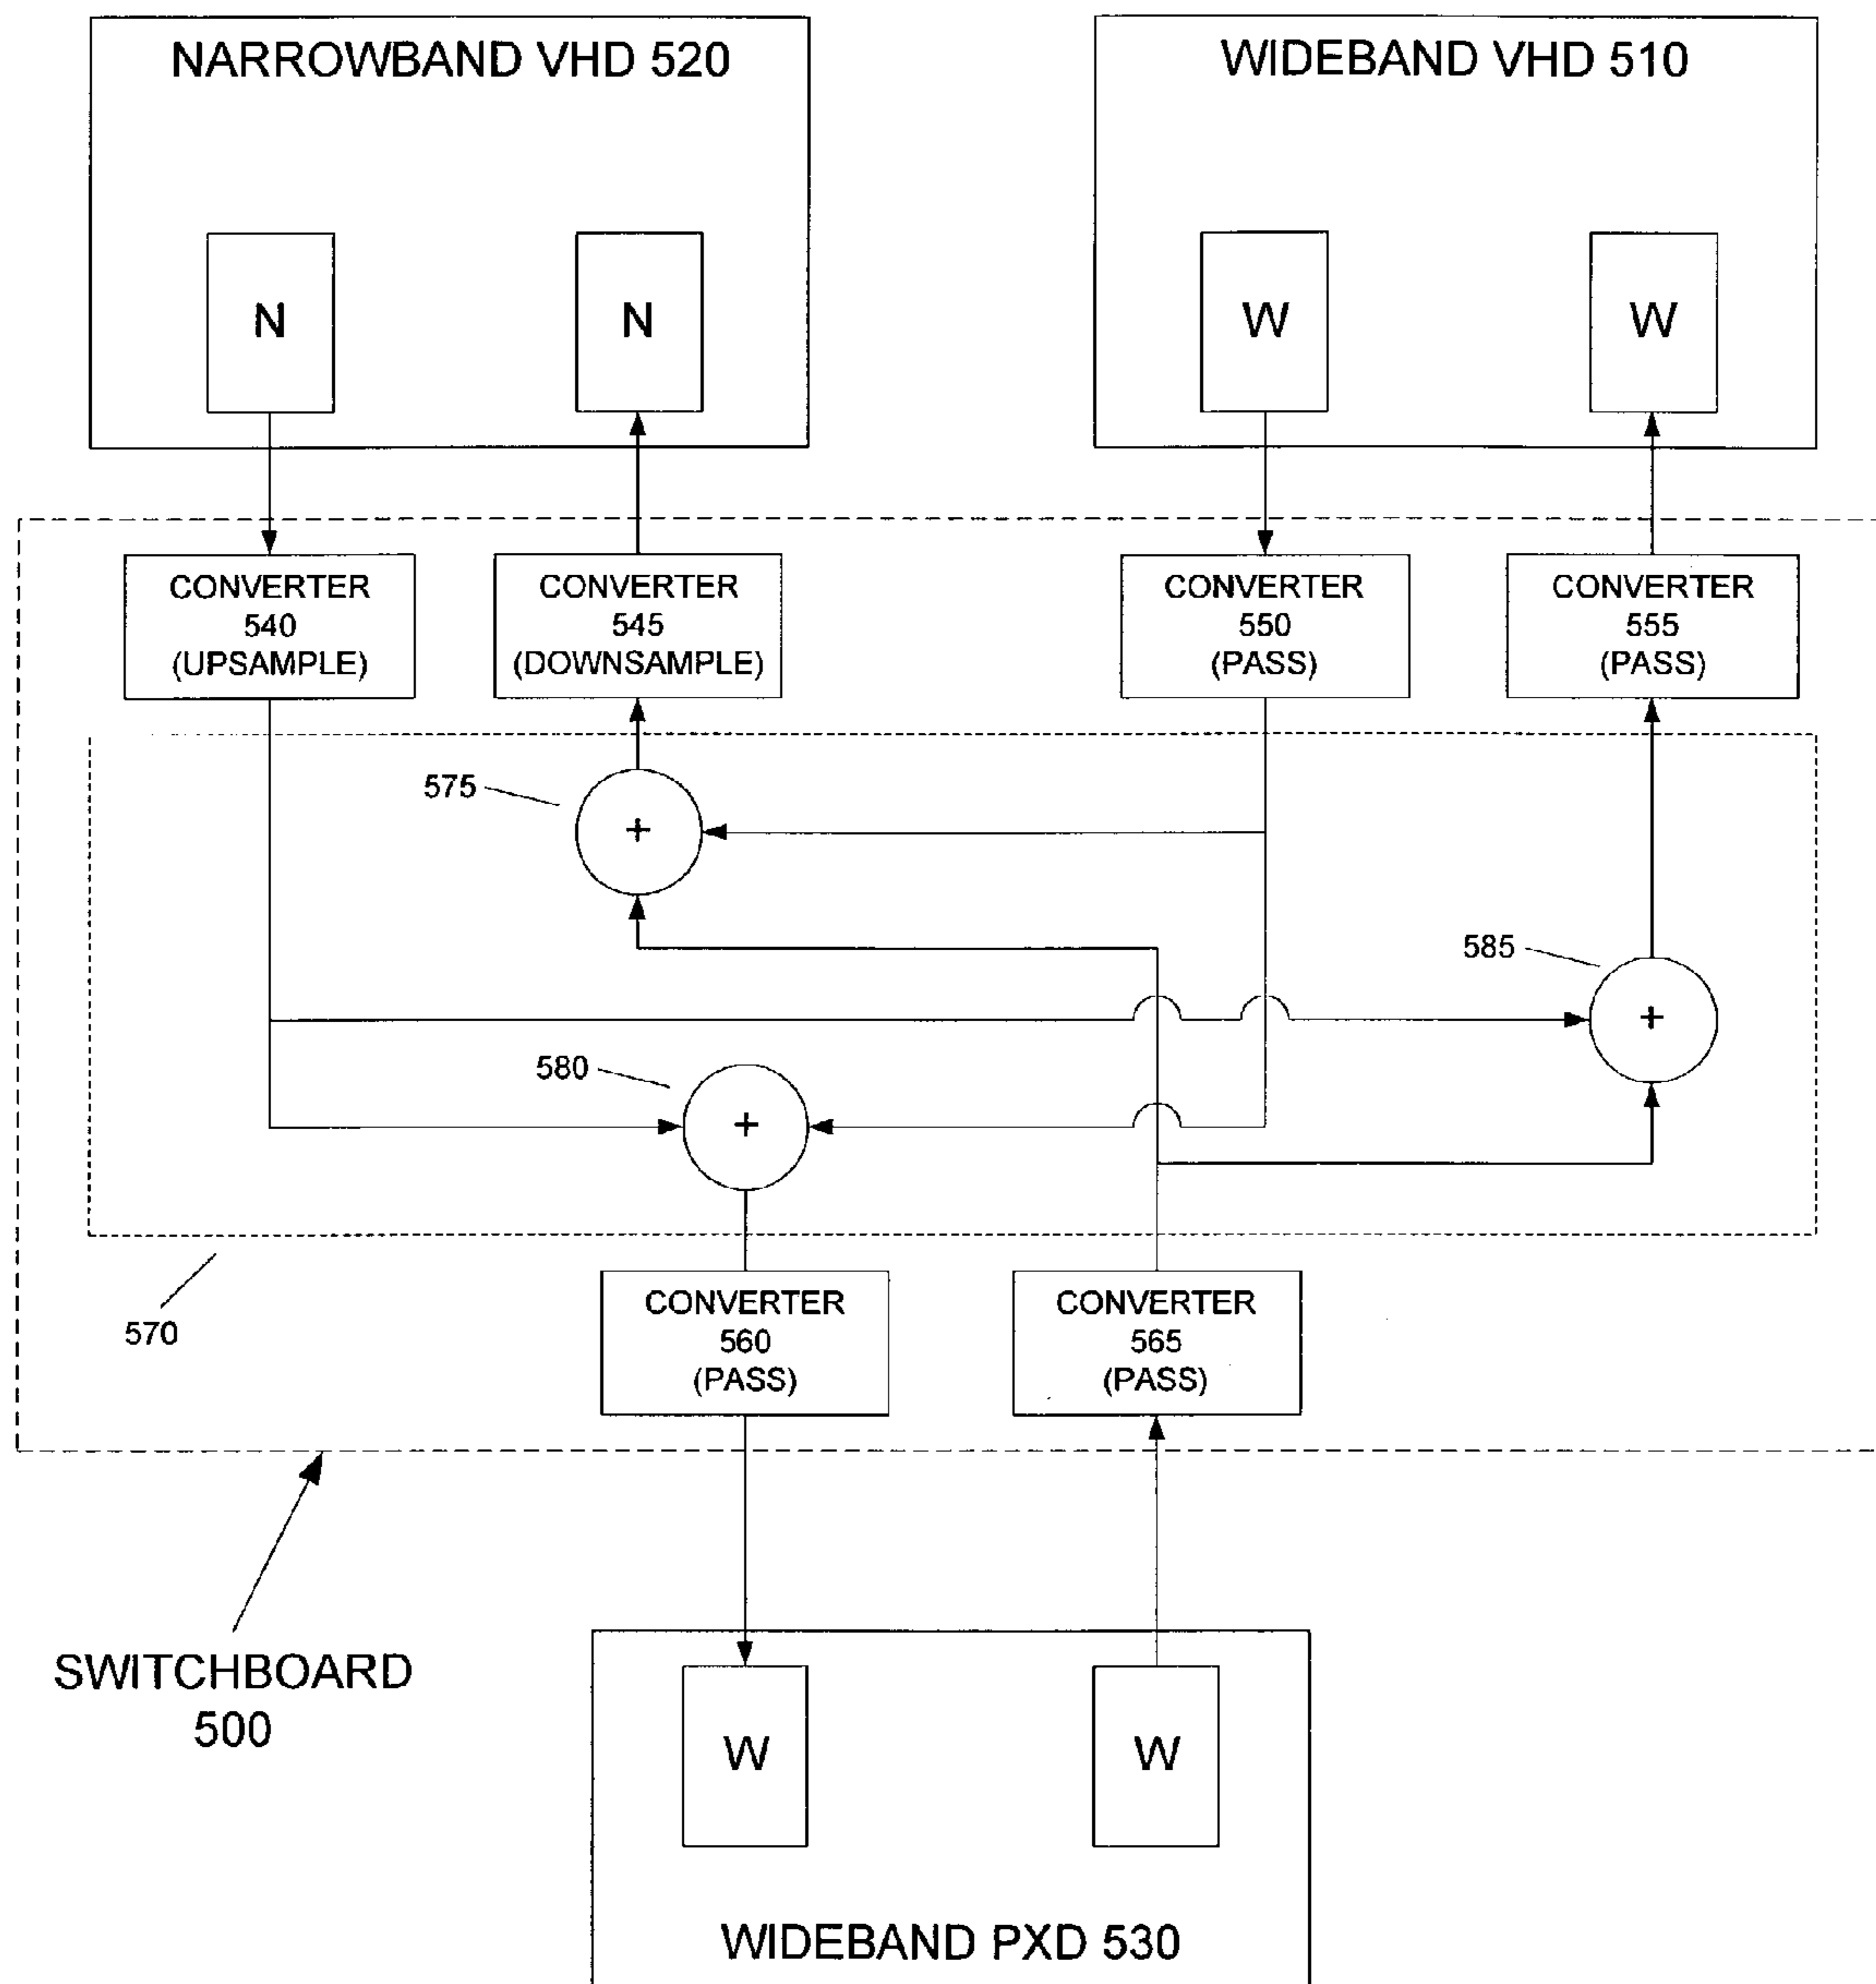 NARROWBAND VHD 520
WIDEBAND VHD 510
N
N
W
W
CONVERTER
540
(UPSAMPLE)
CONVERTER
545
(DOWNSAMPLE)
CONVERTER
550
(PASS)
CONVERTER
555
(PASS)
575
+
585
+
580
+
570
CONVERTER
560
(PASS)
CONVERTER
565
(PASS)
SWITCHBOARD
500
W
W
WIDEBAND PXD 530